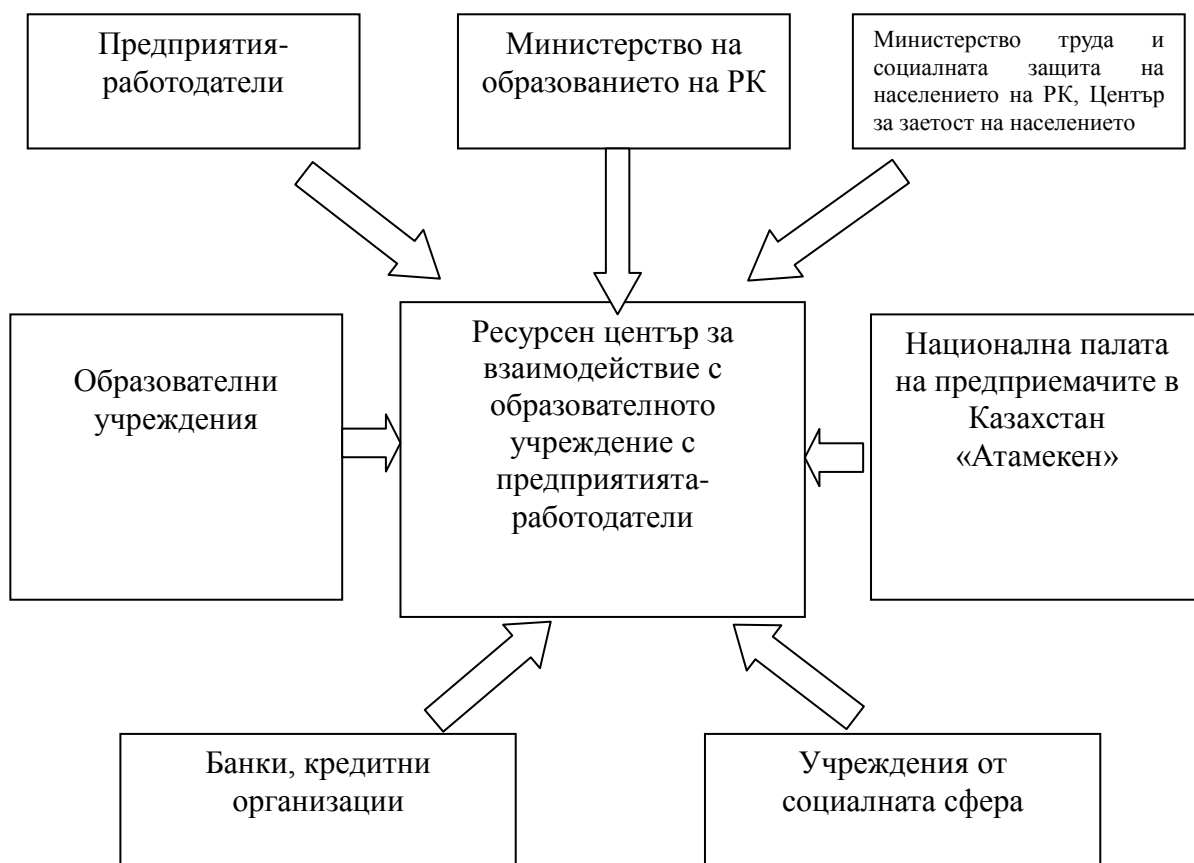 Предприятия-
работодатели
Министерство на
образованието на РК
Министерство труда и
социалната защита на
населението на РК, Център
за заетост на населението
Образователни
учреждения
Ресурсен център за
взаимодействие с
образователното
учреждение с
предприятията-
работодатели
Национална палата
на предприемачите в
Казахстан
«Атамекен»
Банки, кредитни
организации
Учреждения от
социалната сфера